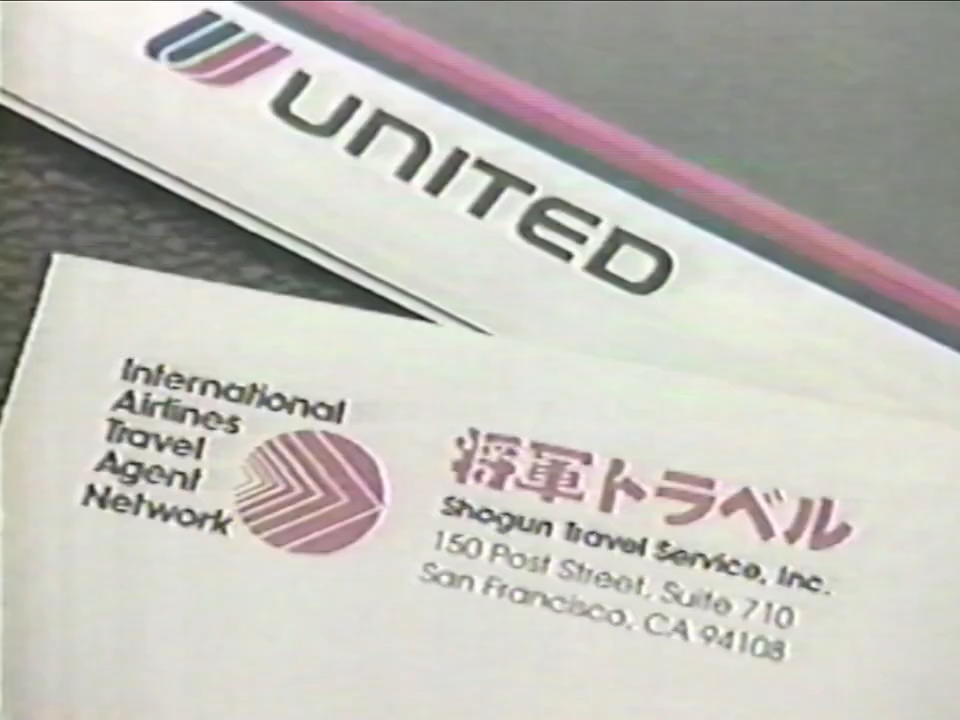 UNITED
International
Airlines
Travel
Agent
Network
将軍トラベル
Shogun Travel Service, Inc.
150 Post Street, Suite 710
San Francisco, CA 94108